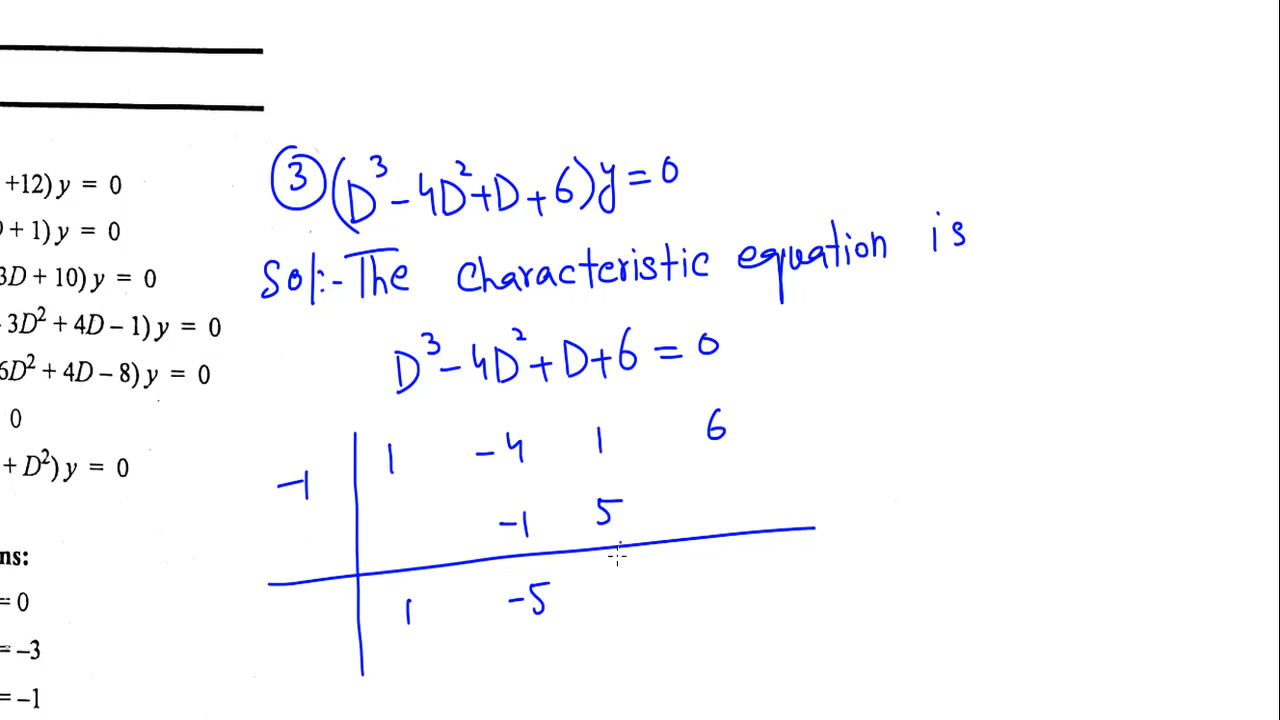 +12) y = 0
+ 1) y = 0
3D + 10) y = 0
3D² + 4D – 1) y = 0
6D² + 4D – 8) y = 0
0
+ D²) y = 0
ns:
= 0
= –3
= –1
③ (D³ - 4D² + D + 6) y = 0
Sol:- The characteristic equation is
D³ - 4D² + D + 6 = 0
-1 | 1 -4 1 6
-1 5
1 -5